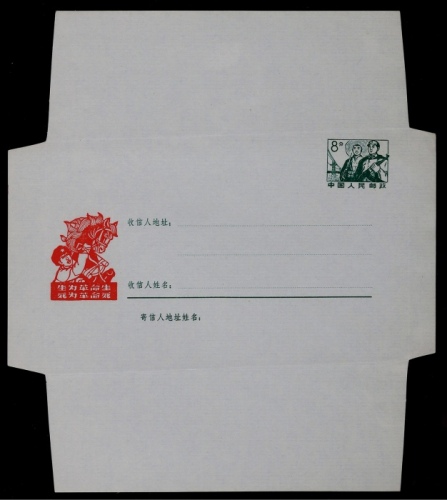 8分
中国人民邮政
收信人地址：
收信人姓名：
生为革命生
死为革命死
寄信人地址姓名：